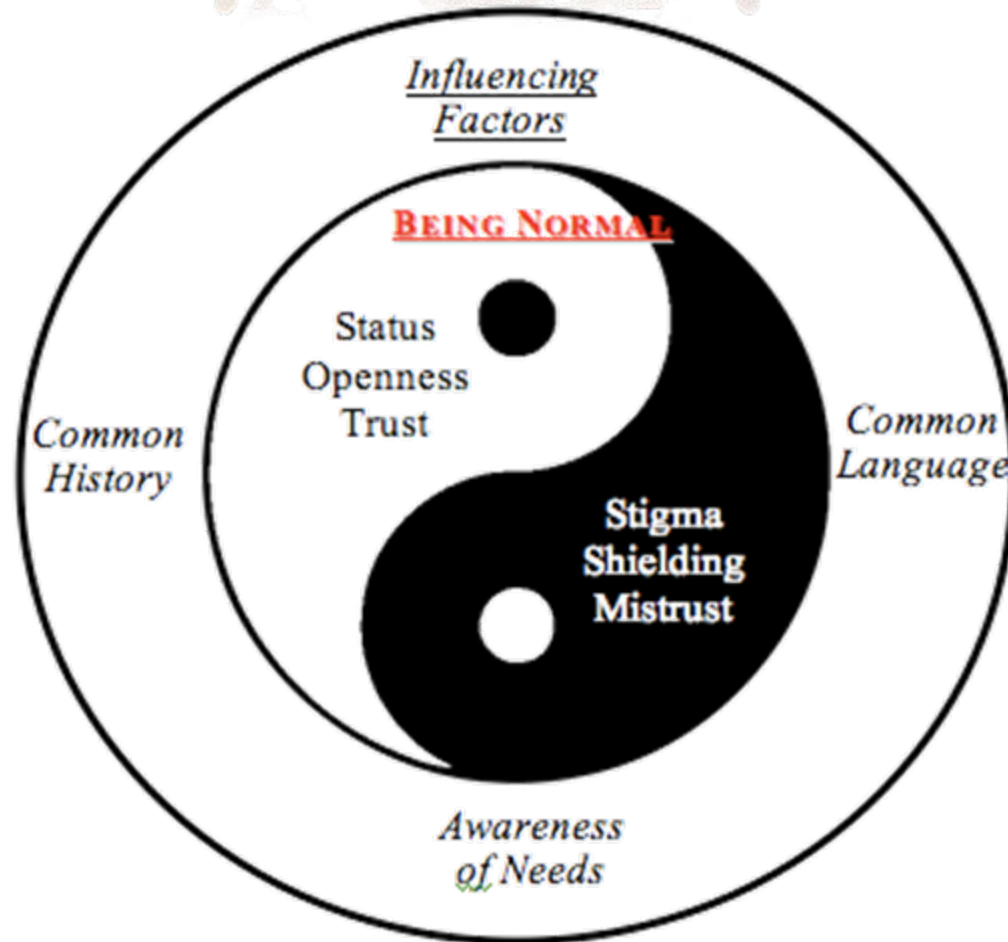 Influencing
Factors
BEING NORMAL
Status
Openness
Trust
Common
History
Common
Language
Stigma
Shielding
Mistrust
Awareness
of Needs